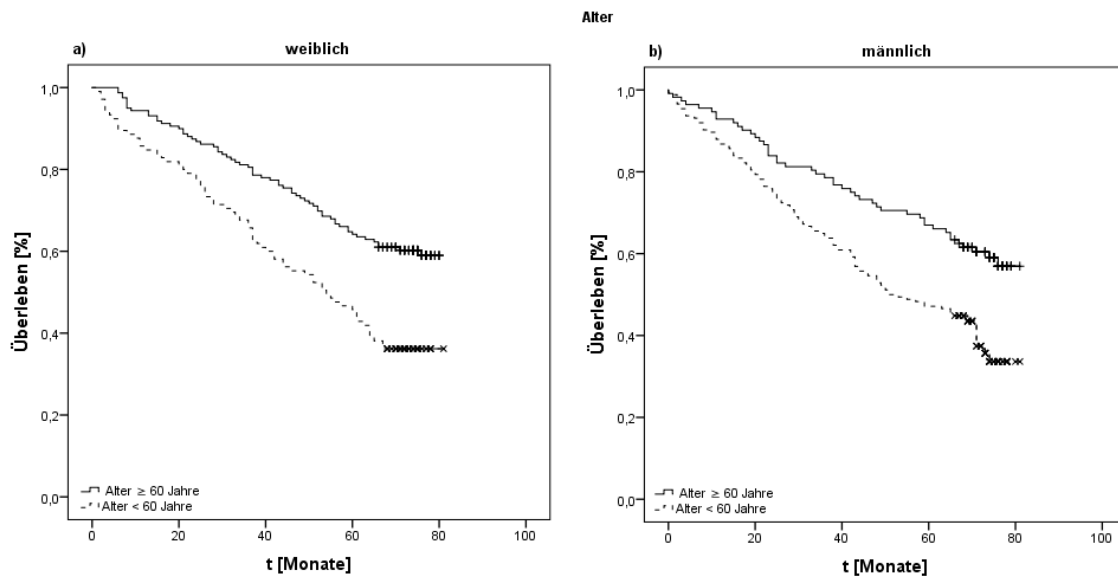 Alter
a)
weiblich
Überleben [%]
1,0
0,8
0,6
0,4
0,2
0,0
Alter ≥ 60 Jahre
Alter < 60 Jahre
0 20 40 60 80 100
t [Monate]
b)
männlich
Überleben [%]
1,0
0,8
0,6
0,4
0,2
0,0
Alter ≥ 60 Jahre
Alter < 60 Jahre
0 20 40 60 80 100
t [Monate]